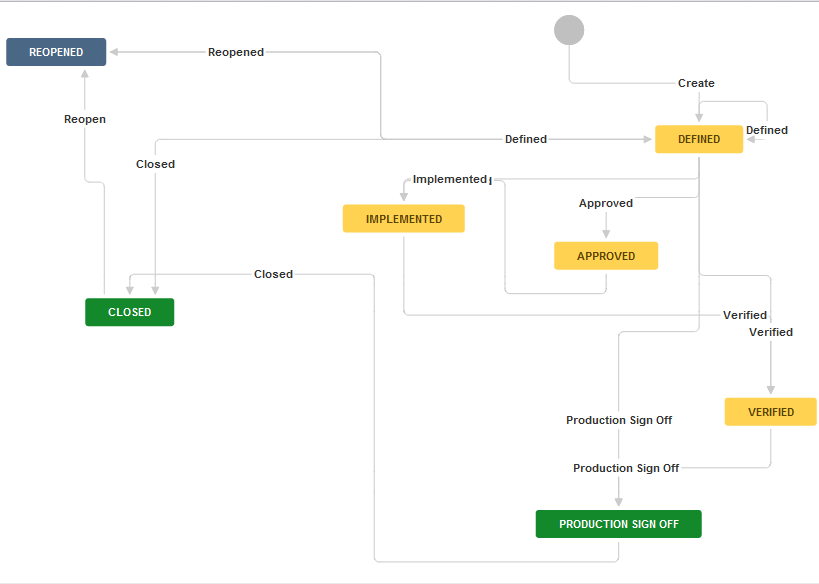 REOPENED
Reopened
Create
Reopen
Defined
DEFINED
Defined
Closed
Implemented
Approved
IMPLEMENTED
APPROVED
Closed
CLOSED
Verified
Verified
VERIFIED
Production Sign Off
Production Sign Off
PRODUCTION SIGN OFF